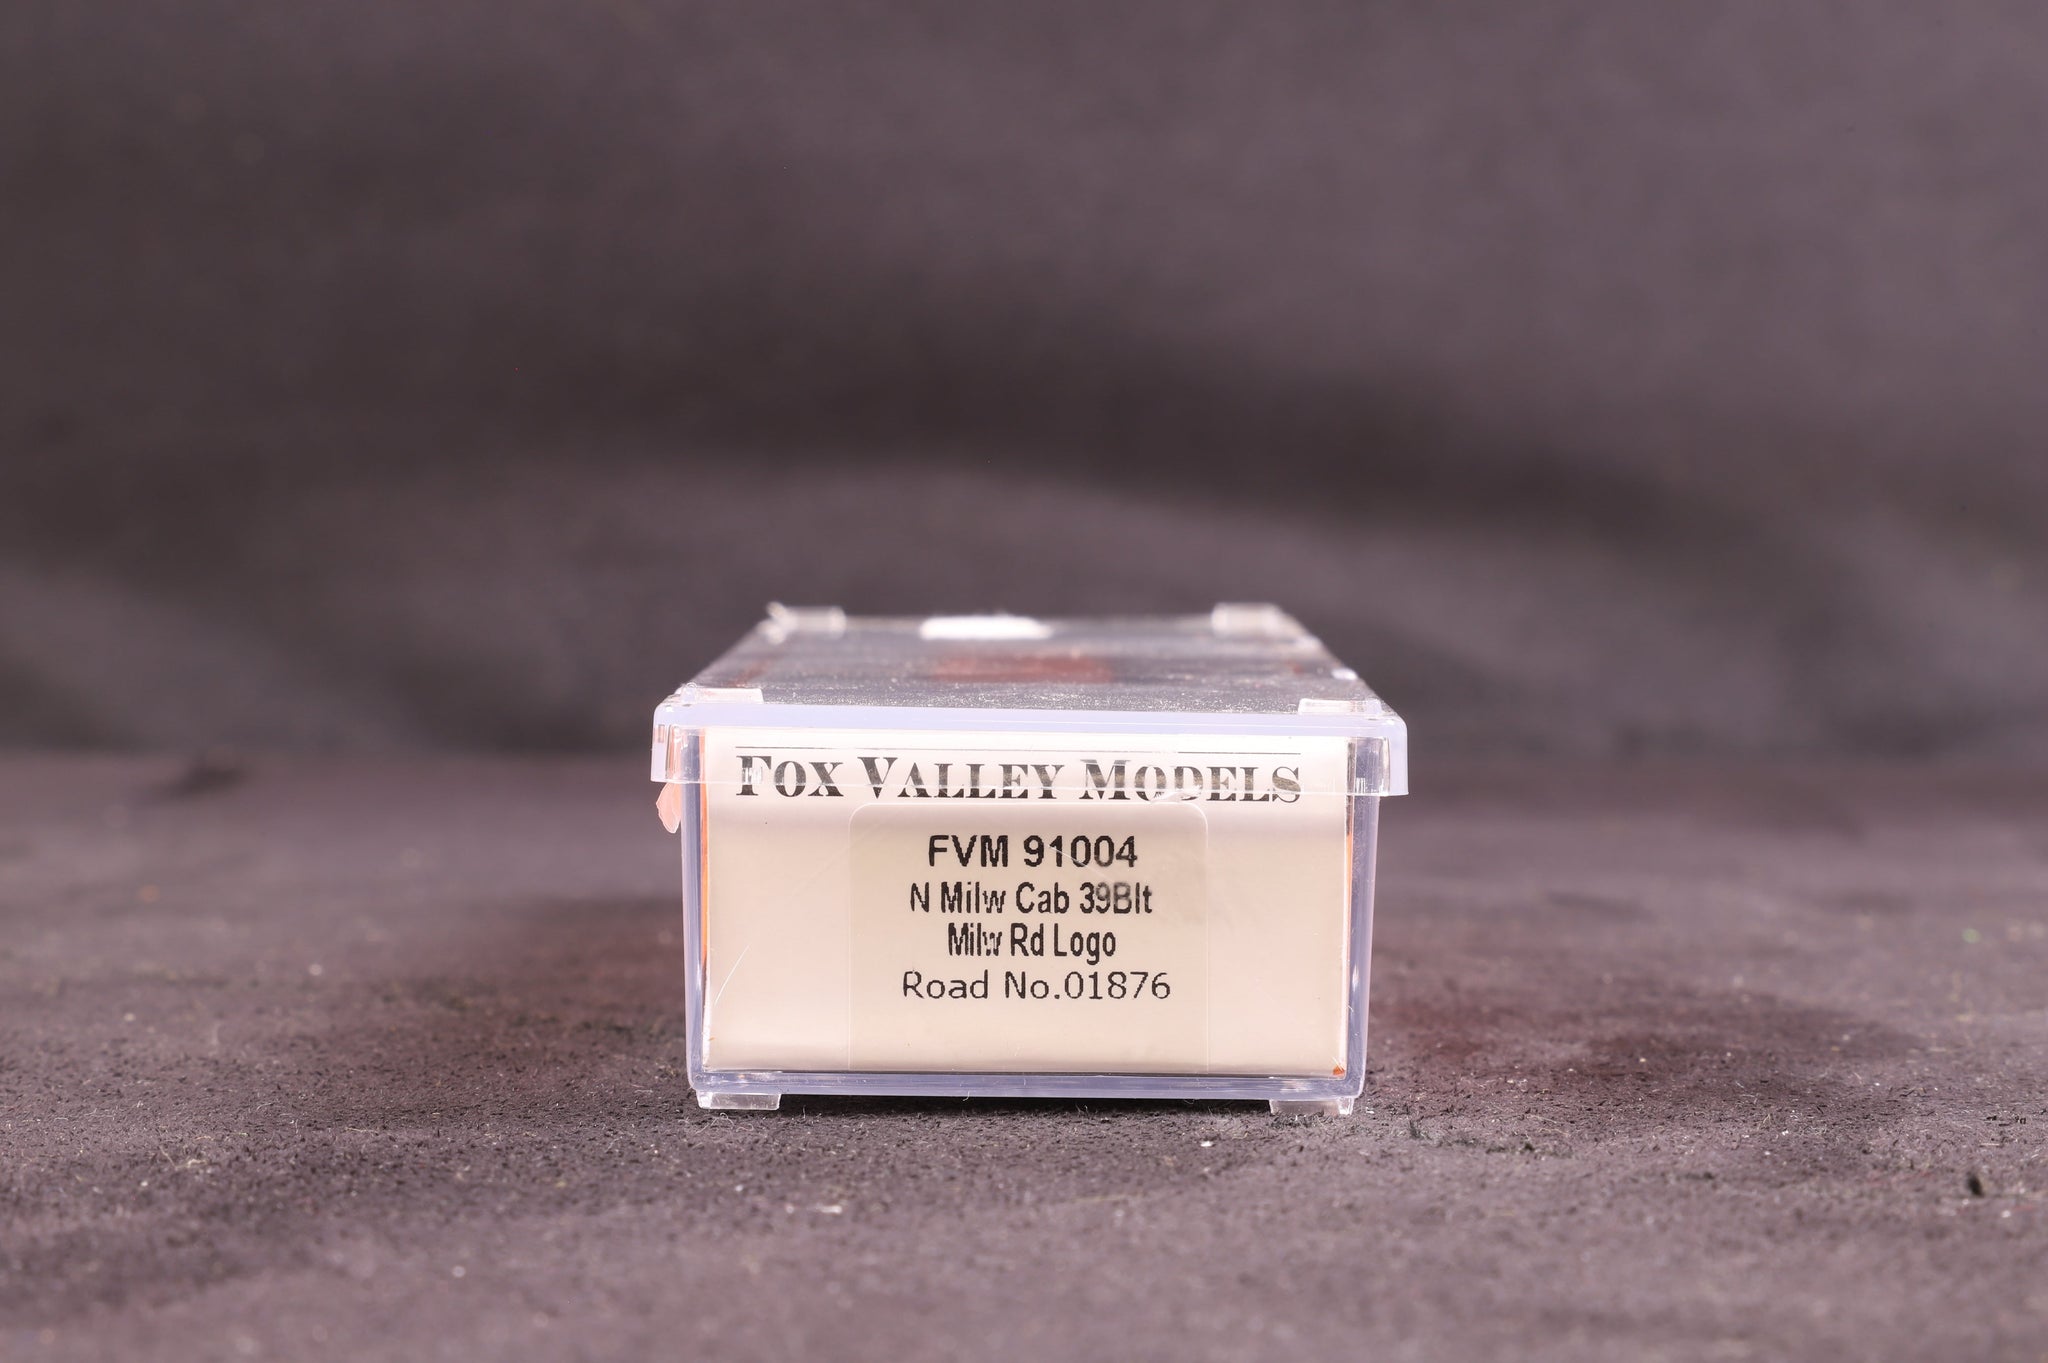 FOX VALLEY MODELS
FVM 91004
N Milw Cab 39Blt
Milw Rd Logo
Road No.01876